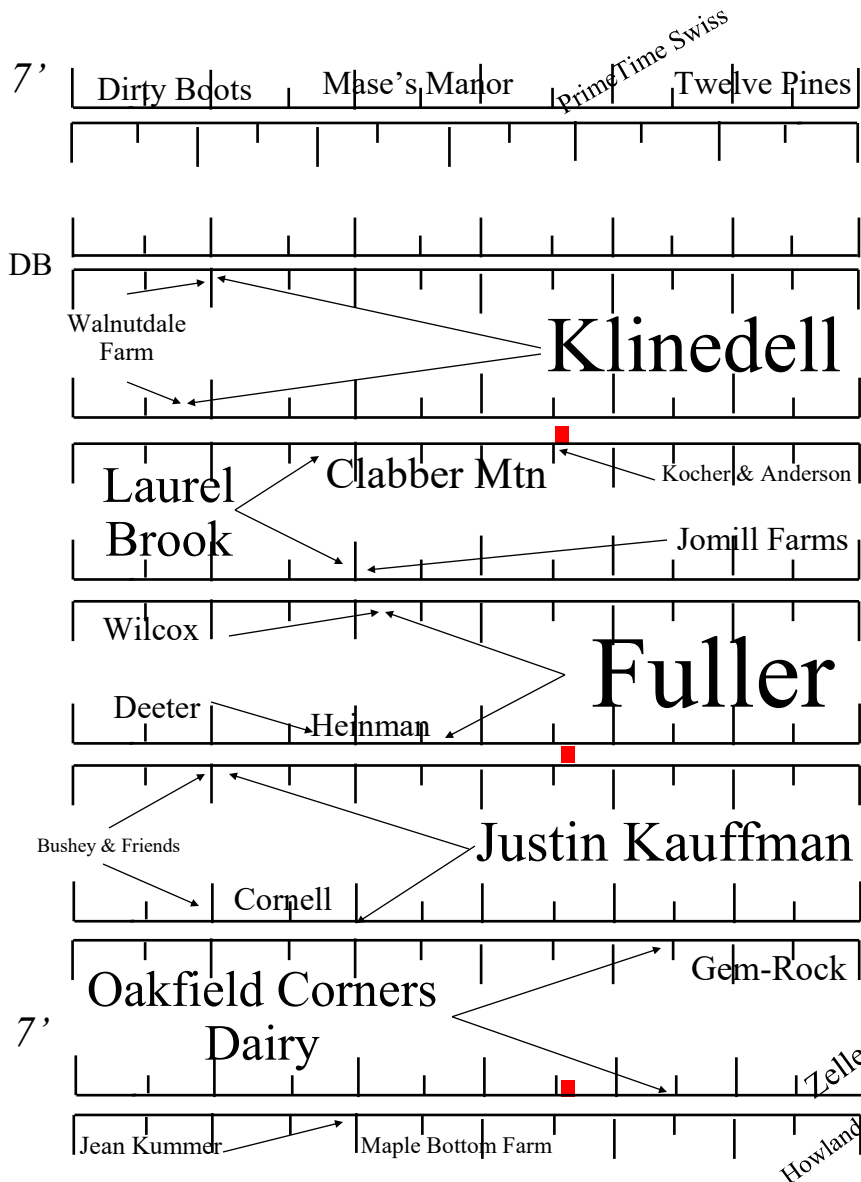 7’
Dirty Boots
Mase’s Manor
PrimeTime Swiss
Twelve Pines
DB
Walnutdale
Farm
Klinedell
Laurel
Brook
Clabber Mtn
Kocher & Anderson
Jomill Farms
Wilcox
Fuller
Deeter
Heinman
Bushey & Friends
Justin Kauffman
Cornell
Gem-Rock
Oakfield Corners
Dairy
7’
Zelle
Jean Kummer
Maple Bottom Farm
Howland